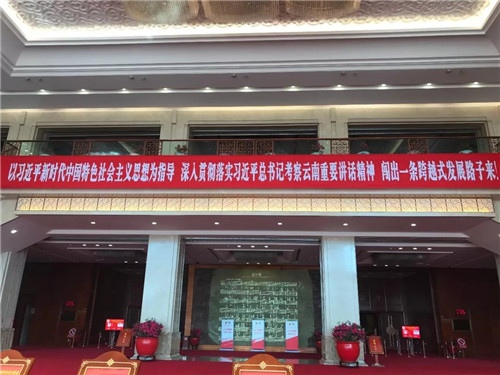 以习近平新时代中国特色社会主义思想为指导 深入贯彻落实习近平总书记考察云南重要讲话精神 闯出一条跨越式发展路子来！